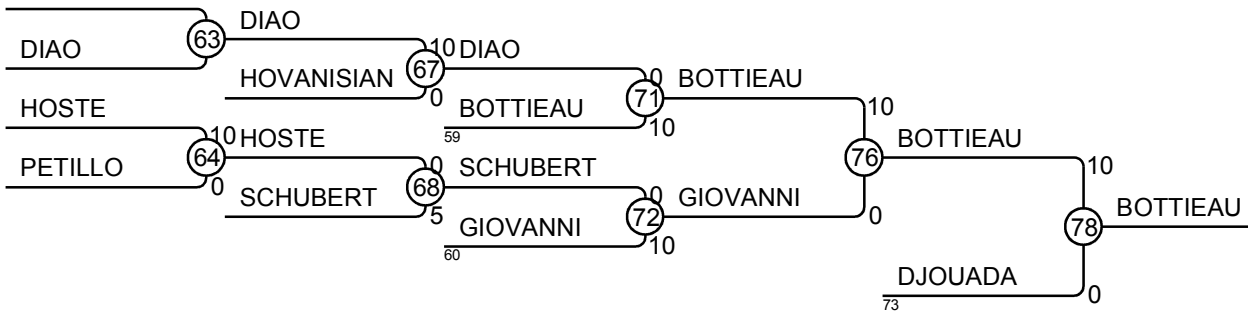 DIAO
63
DIAO
10
DIAO
HOVANISIAN
67
0
0
BOTTIEAU
BOTTIEAU
59
71
10
10
HOSTE
10
HOSTE
BOTTIEAU
PETILLO
64
0
0
SCHUBERT
76
10
SCHUBERT
68
5
0
GIOVANNI
0
BOTTIEAU
GIOVANNI
60
72
10
78
DJOUADA
73
0